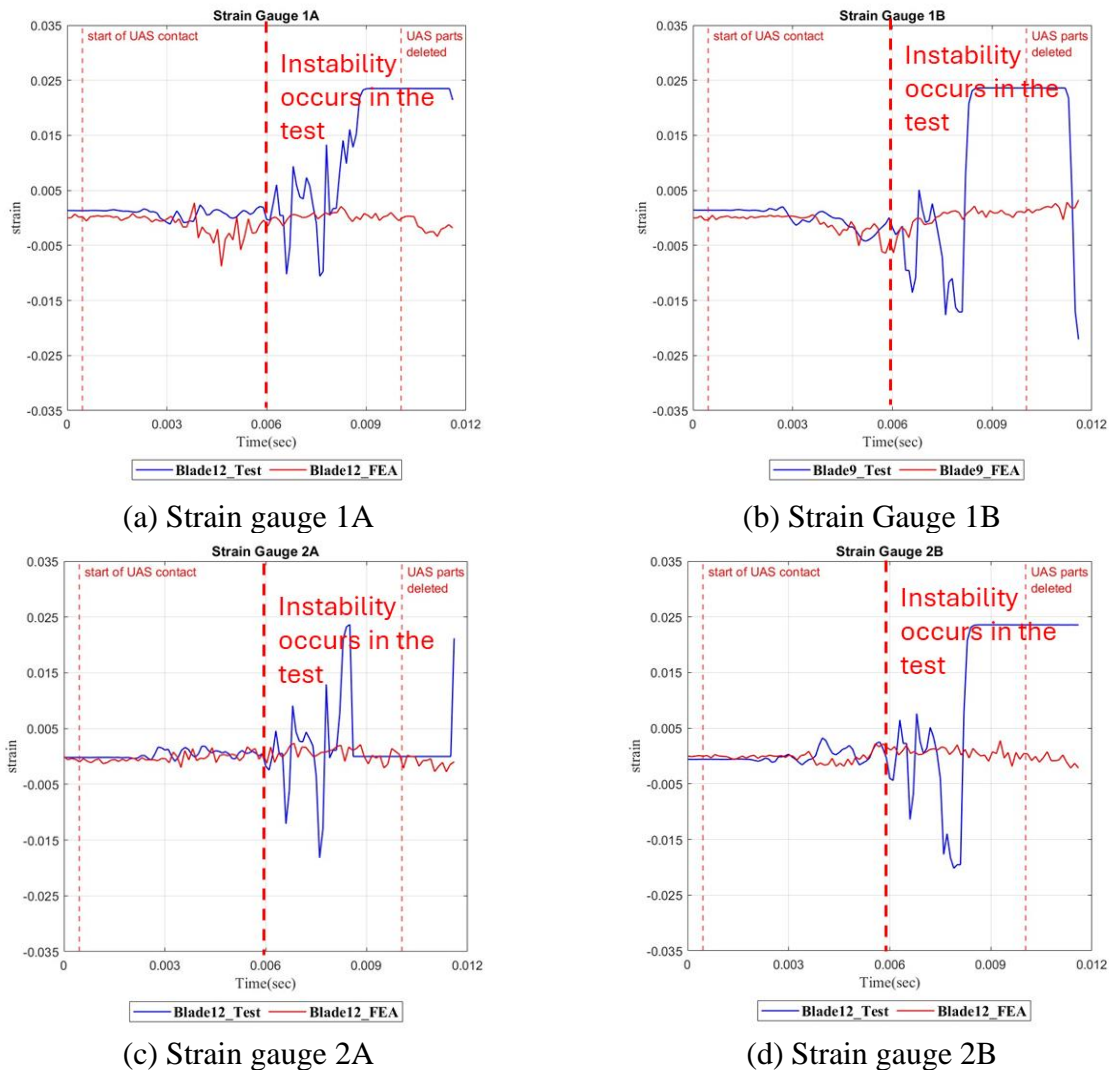 Strain Gauge 1A
start of UAS contact
UAS parts
deleted
Instability
occurs in the
test
0.035
0.025
0.015
0.005
-0.005
-0.015
-0.025
-0.035
strain
0
0.003
0.006
0.009
0.012
Time(sec)
Blade12_Test
Blade12_FEA
(a) Strain gauge 1A
Strain Gauge 1B
start of UAS contact
UAS parts
deleted
Instability
occurs in the
test
0.035
0.025
0.015
0.005
-0.005
-0.015
-0.025
-0.035
strain
0
0.003
0.006
0.009
0.012
Time(sec)
Blade9_Test
Blade9_FEA
(b) Strain Gauge 1B
Strain Gauge 2A
start of UAS contact
UAS parts
deleted
Instability
occurs in the
test
0.035
0.025
0.015
0.005
-0.005
-0.015
-0.025
-0.035
strain
0
0.003
0.006
0.009
0.012
Time(sec)
Blade12_Test
Blade12_FEA
(c) Strain gauge 2A
Strain Gauge 2B
start of UAS contact
UAS parts
deleted
Instability
occurs in the
test
0.035
0.025
0.015
0.005
-0.005
-0.015
-0.025
-0.035
strain
0
0.003
0.006
0.009
0.012
Time(sec)
Blade12_Test
Blade12_FEA
(d) Strain gauge 2B